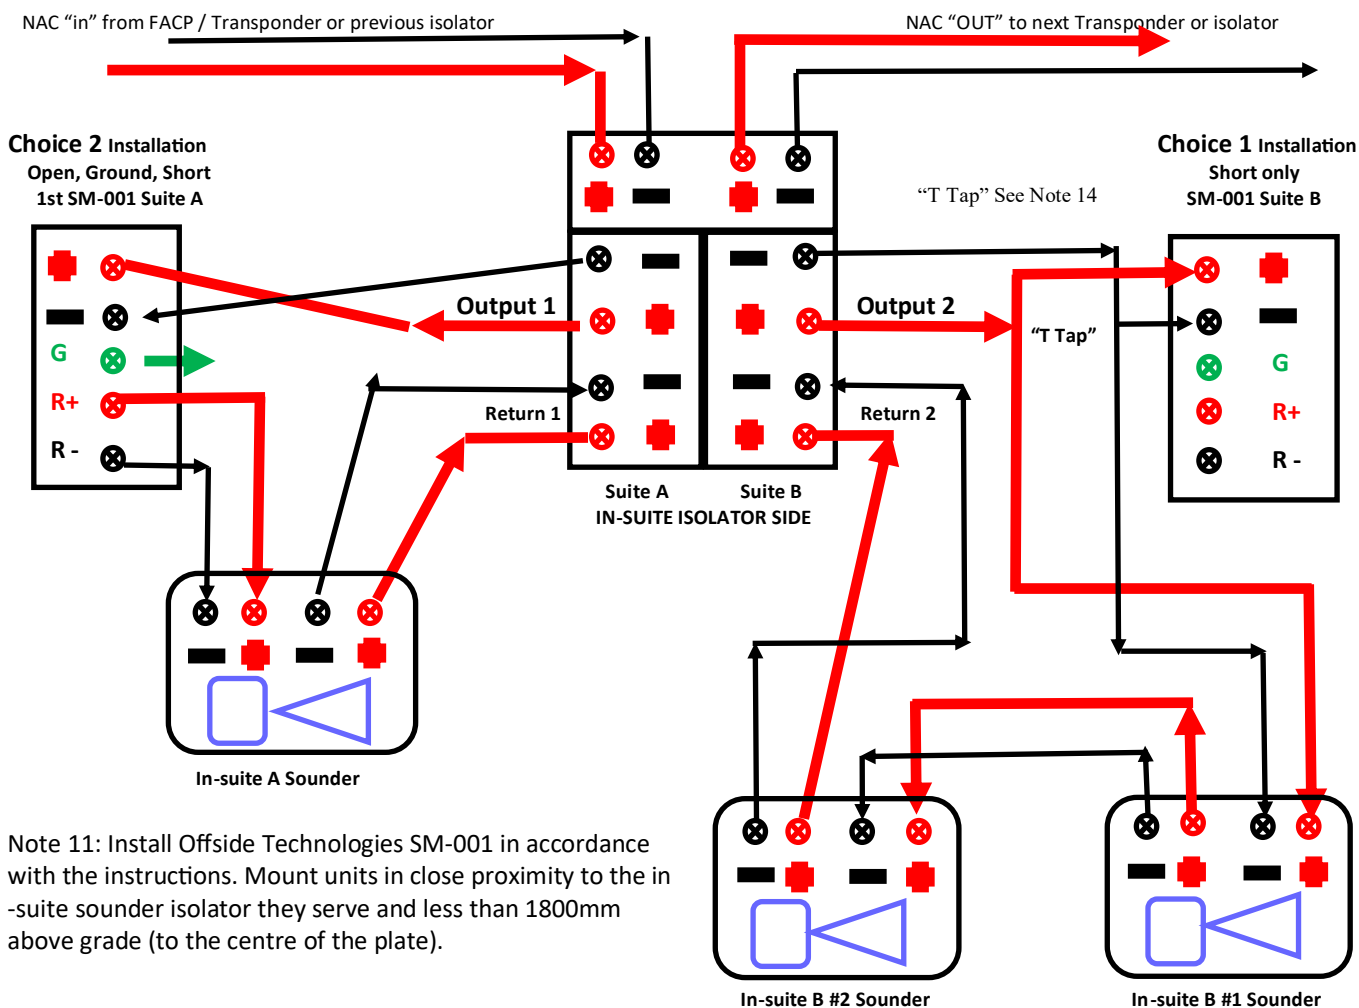 NAC “in” from FACP / Transponder or previous isolator
NAC “OUT” to next Transponder or isolator
Choice 2 Installation
Open, Ground, Short
1st SM-001 Suite A
Choice 1 Installation
Short only
SM-001 Suite B
“T Tap” See Note 14
G
R+
R -
Output 1
Output 2
“T Tap”
G
R+
R -
Return 1
Return 2
Suite A
Suite B
IN-SUITE ISOLATOR SIDE
In-suite A Sounder
Note 11: Install Offside Technologies SM-001 in accordance
with the instructions. Mount units in close proximity to the in
-suite sounder isolator they serve and less than 1800mm
above grade (to the centre of the plate).
In-suite B #2 Sounder
In-suite B #1 Sounder